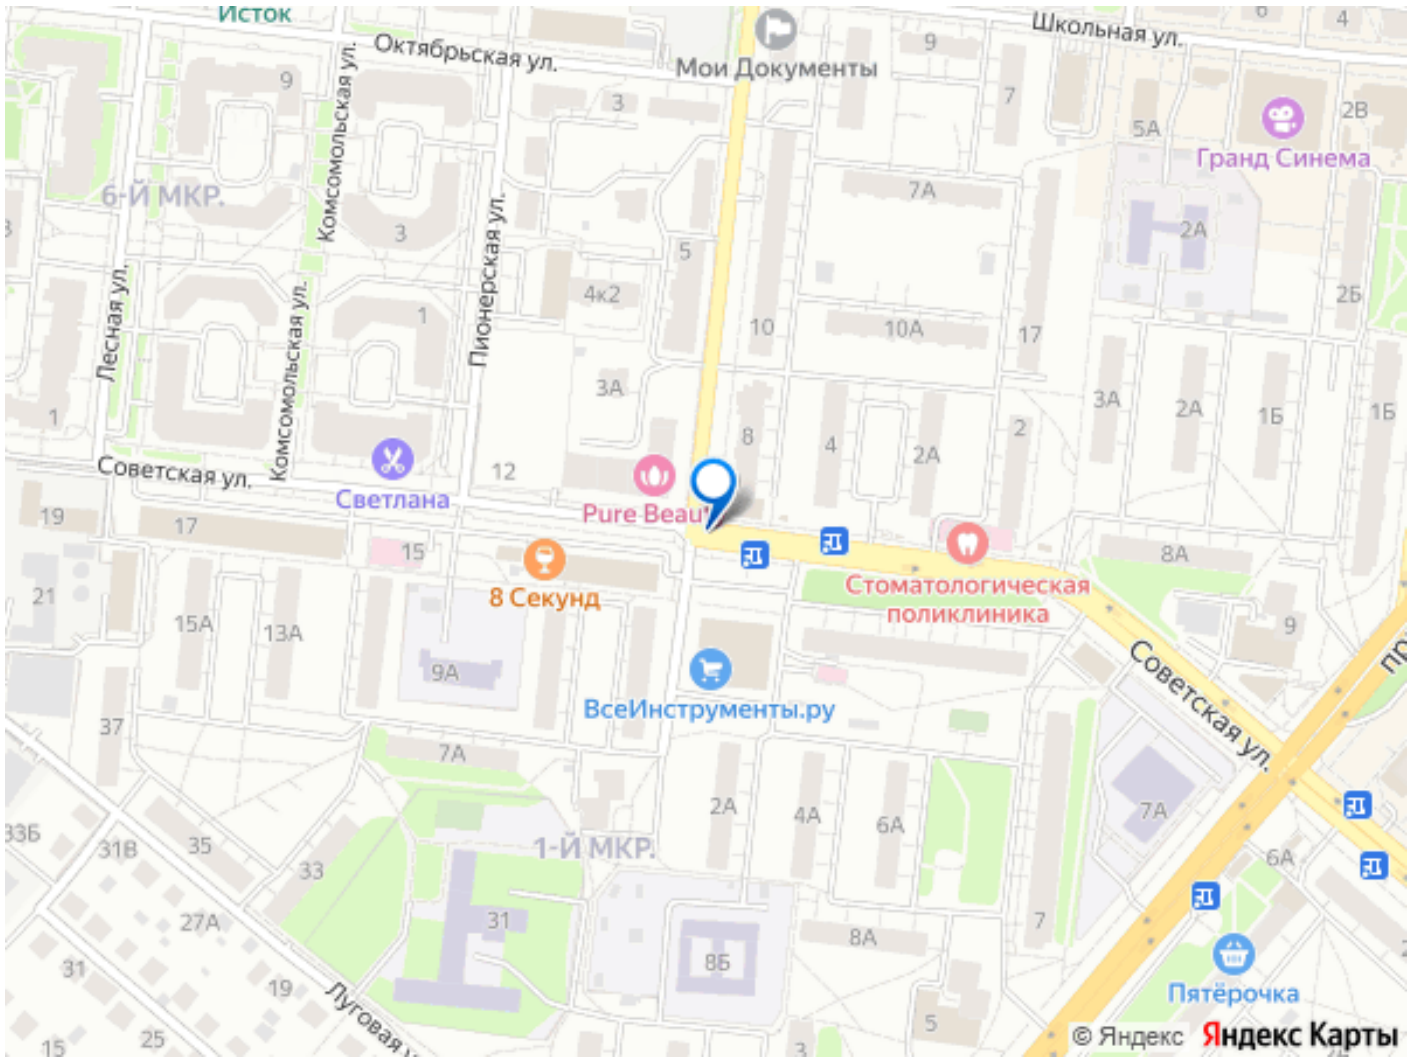 Исток
Октябрьская ул.
Мои Документы
Школьная ул.
9
6
4
9
3
7
5А
2В
Гранд Синема
Комсомольская ул.
6-Й МКР.
3
7А
2А
Пионерская ул.
5
4к2
Лесная ул.
Комсомольская ул.
1
10
10А
17
2Б
3А
3А
2А
1Б
1Б
1
8
4
2А
2
Советская ул.
12
Светлана
Pure Beau
19
17
15
8 Секунд
8А
Стоматологическая
поликлиника
21
15А
13А
9А
9
Советская ул.
пр
ВсеИнструменты.ру
37
7А
2А
4А
6А
7А
33Б
31В
35
33
1-Й МКР.
6А
27А
31
8А
7
8Б
31
19
Луговая у
Пятёрочка
15
25
3
5
© Яндекс Яндекс Карты